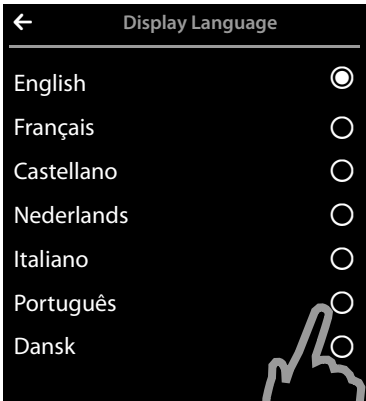 Display Language
English
Français
Castellano
Nederlands
Italiano
Português
Dansk